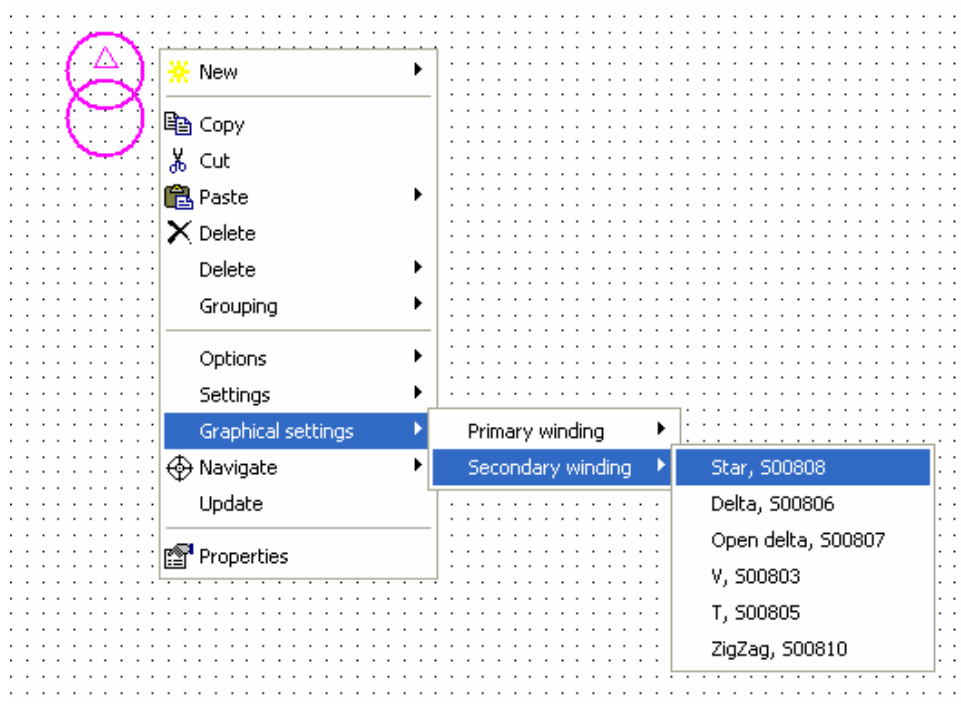 New
Copy
Cut
Paste
Delete
Delete
Grouping
Options
Settings
Graphical settings
Navigate
Update
Properties
Primary winding
Secondary winding
Star, S00808
Delta, S00806
Open delta, S00807
V, S00803
T, S00805
ZigZag, S00810